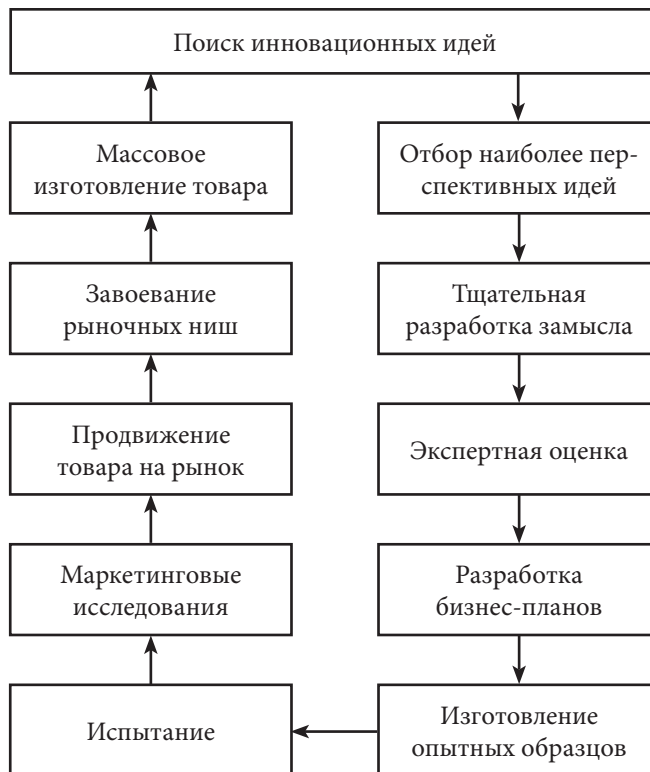 Поиск инновационных идей
Массовое
изготовление товара
Отбор наиболее пер-
спективных идей
Завоевание
рыночных ниш
Тщательная
разработка замысла
Продвижение
товара на рынок
Экспертная оценка
Маркетинговые
исследования
Разработка
бизнес-планов
Испытание
Изготовление
опытных образцов